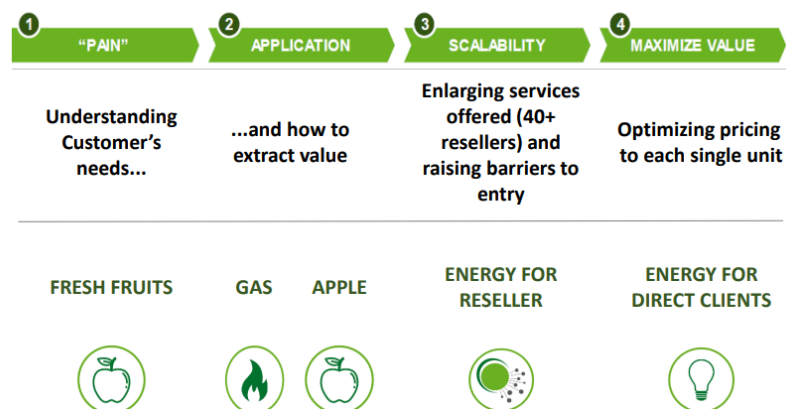 1 2 3 4
“PAIN” APPLICATION SCALABILITY MAXIMIZE VALUE
Understanding
Customer’s
needs...
...and how to
extract value
Enlarging services
offered (40+
resellers) and
raising barriers to
entry
Optimizing pricing
to each single unit
FRESH FRUITS
GAS
APPLE
ENERGY FOR
RESELLER
ENERGY FOR
DIRECT CLIENTS